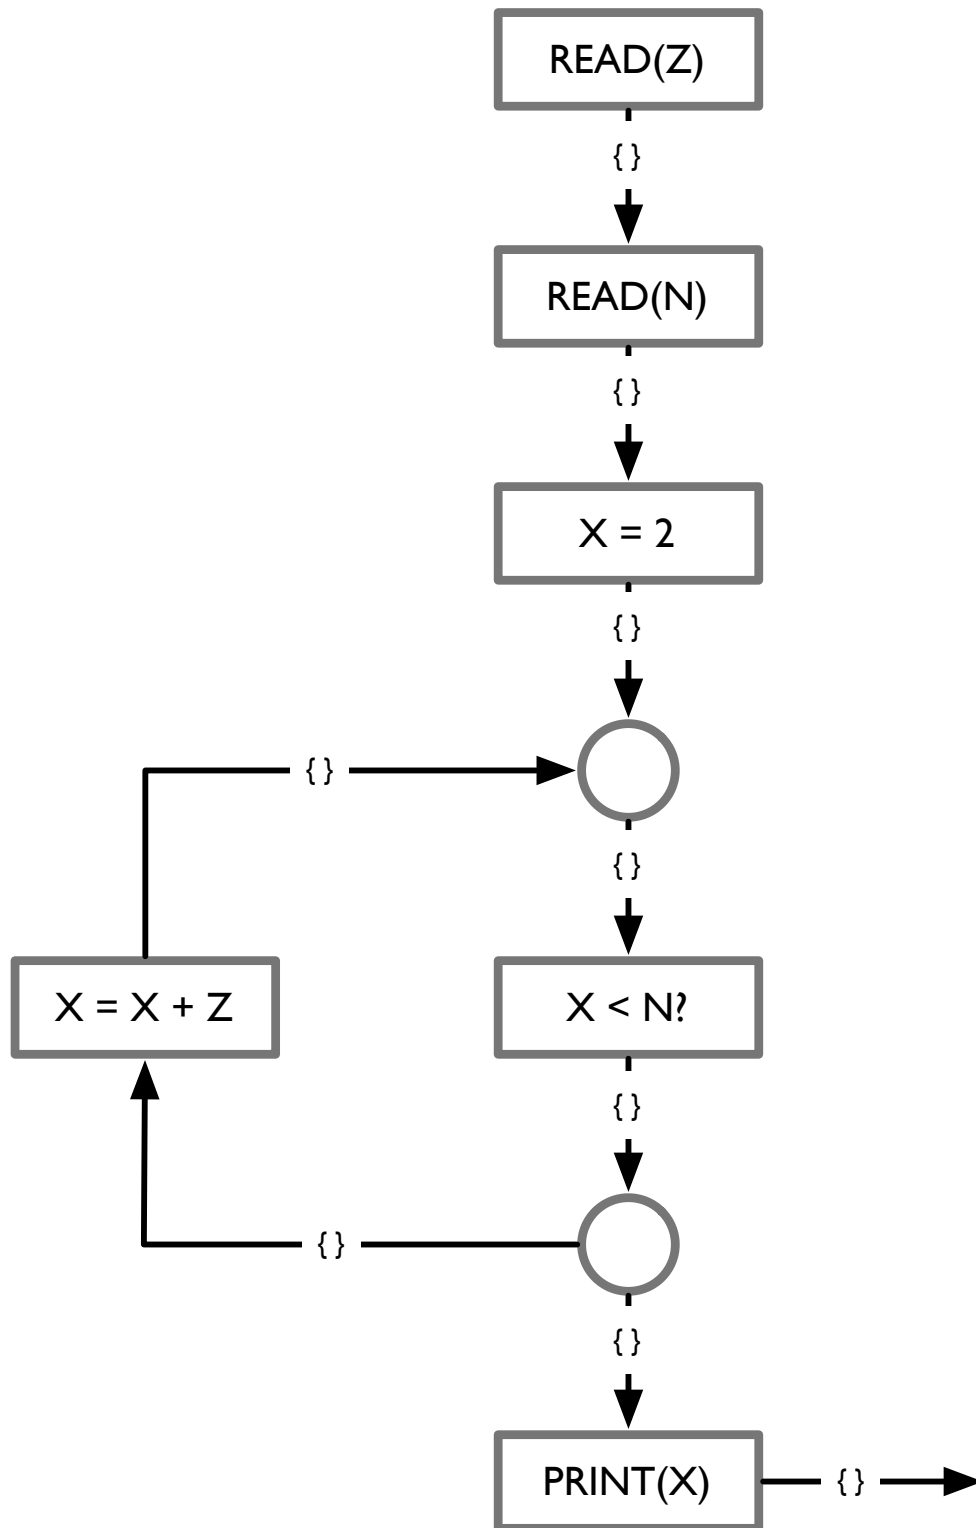 READ(Z)
{ }
READ(N)
{ }
X = 2
{ }
{ }
{ }
X = X + Z
X < N?
{ }
{ }
{ }
PRINT(X)
{ }